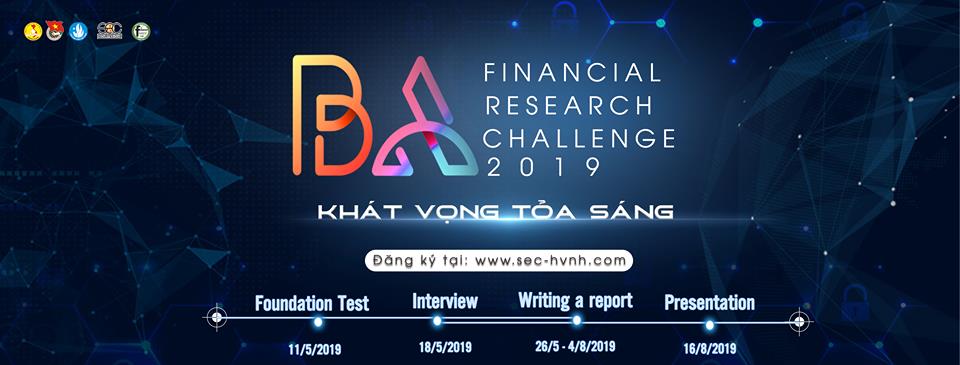 BA
FINANCIAL
RESEARCH
CHALLENGE
2019
KHÁT VỌNG TỎA SÁNG
Đăng ký tại: www.sec-hvnh.com
Foundation Test
Interview
Writing a report
Presentation
11/5/2019
18/5/2019
26/5 - 4/8/2019
16/8/2019